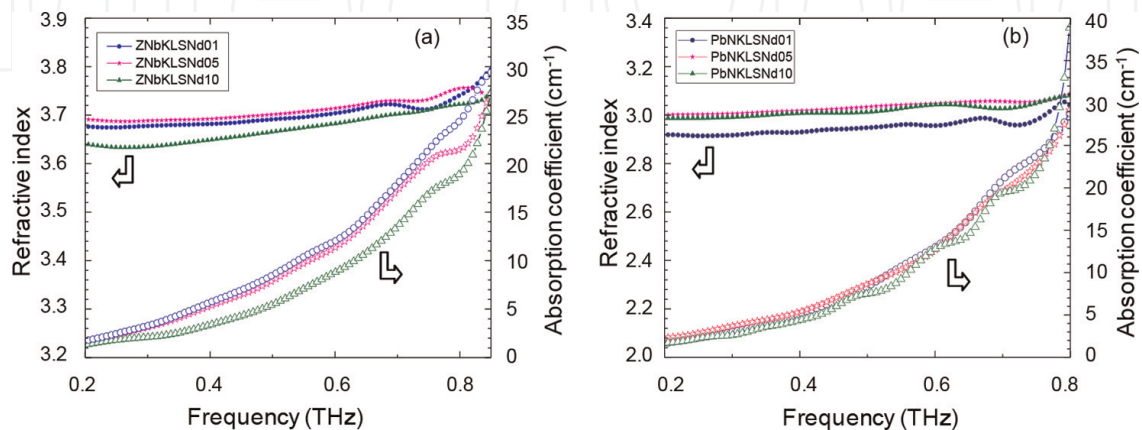 (a)
ZNbKLSNd01
ZNbKLSNd05
ZNbKLSNd10
Refractive index
3.9
3.8
3.7
3.6
3.5
3.4
3.3
3.2
Absorption coefficient (cm⁻¹)
35
30
25
20
15
10
5
0
0.2 0.4 0.6 0.8
Frequency (THz)
(b)
PbNKLSNd01
PbNKLSNd05
PbNKLSNd10
Refractive index
3.4
3.2
3.0
2.8
2.6
2.4
2.2
2.0
Absorption coefficient (cm⁻¹)
40
30
20
10
0
0.2 0.4 0.6 0.8
Frequency (THz)